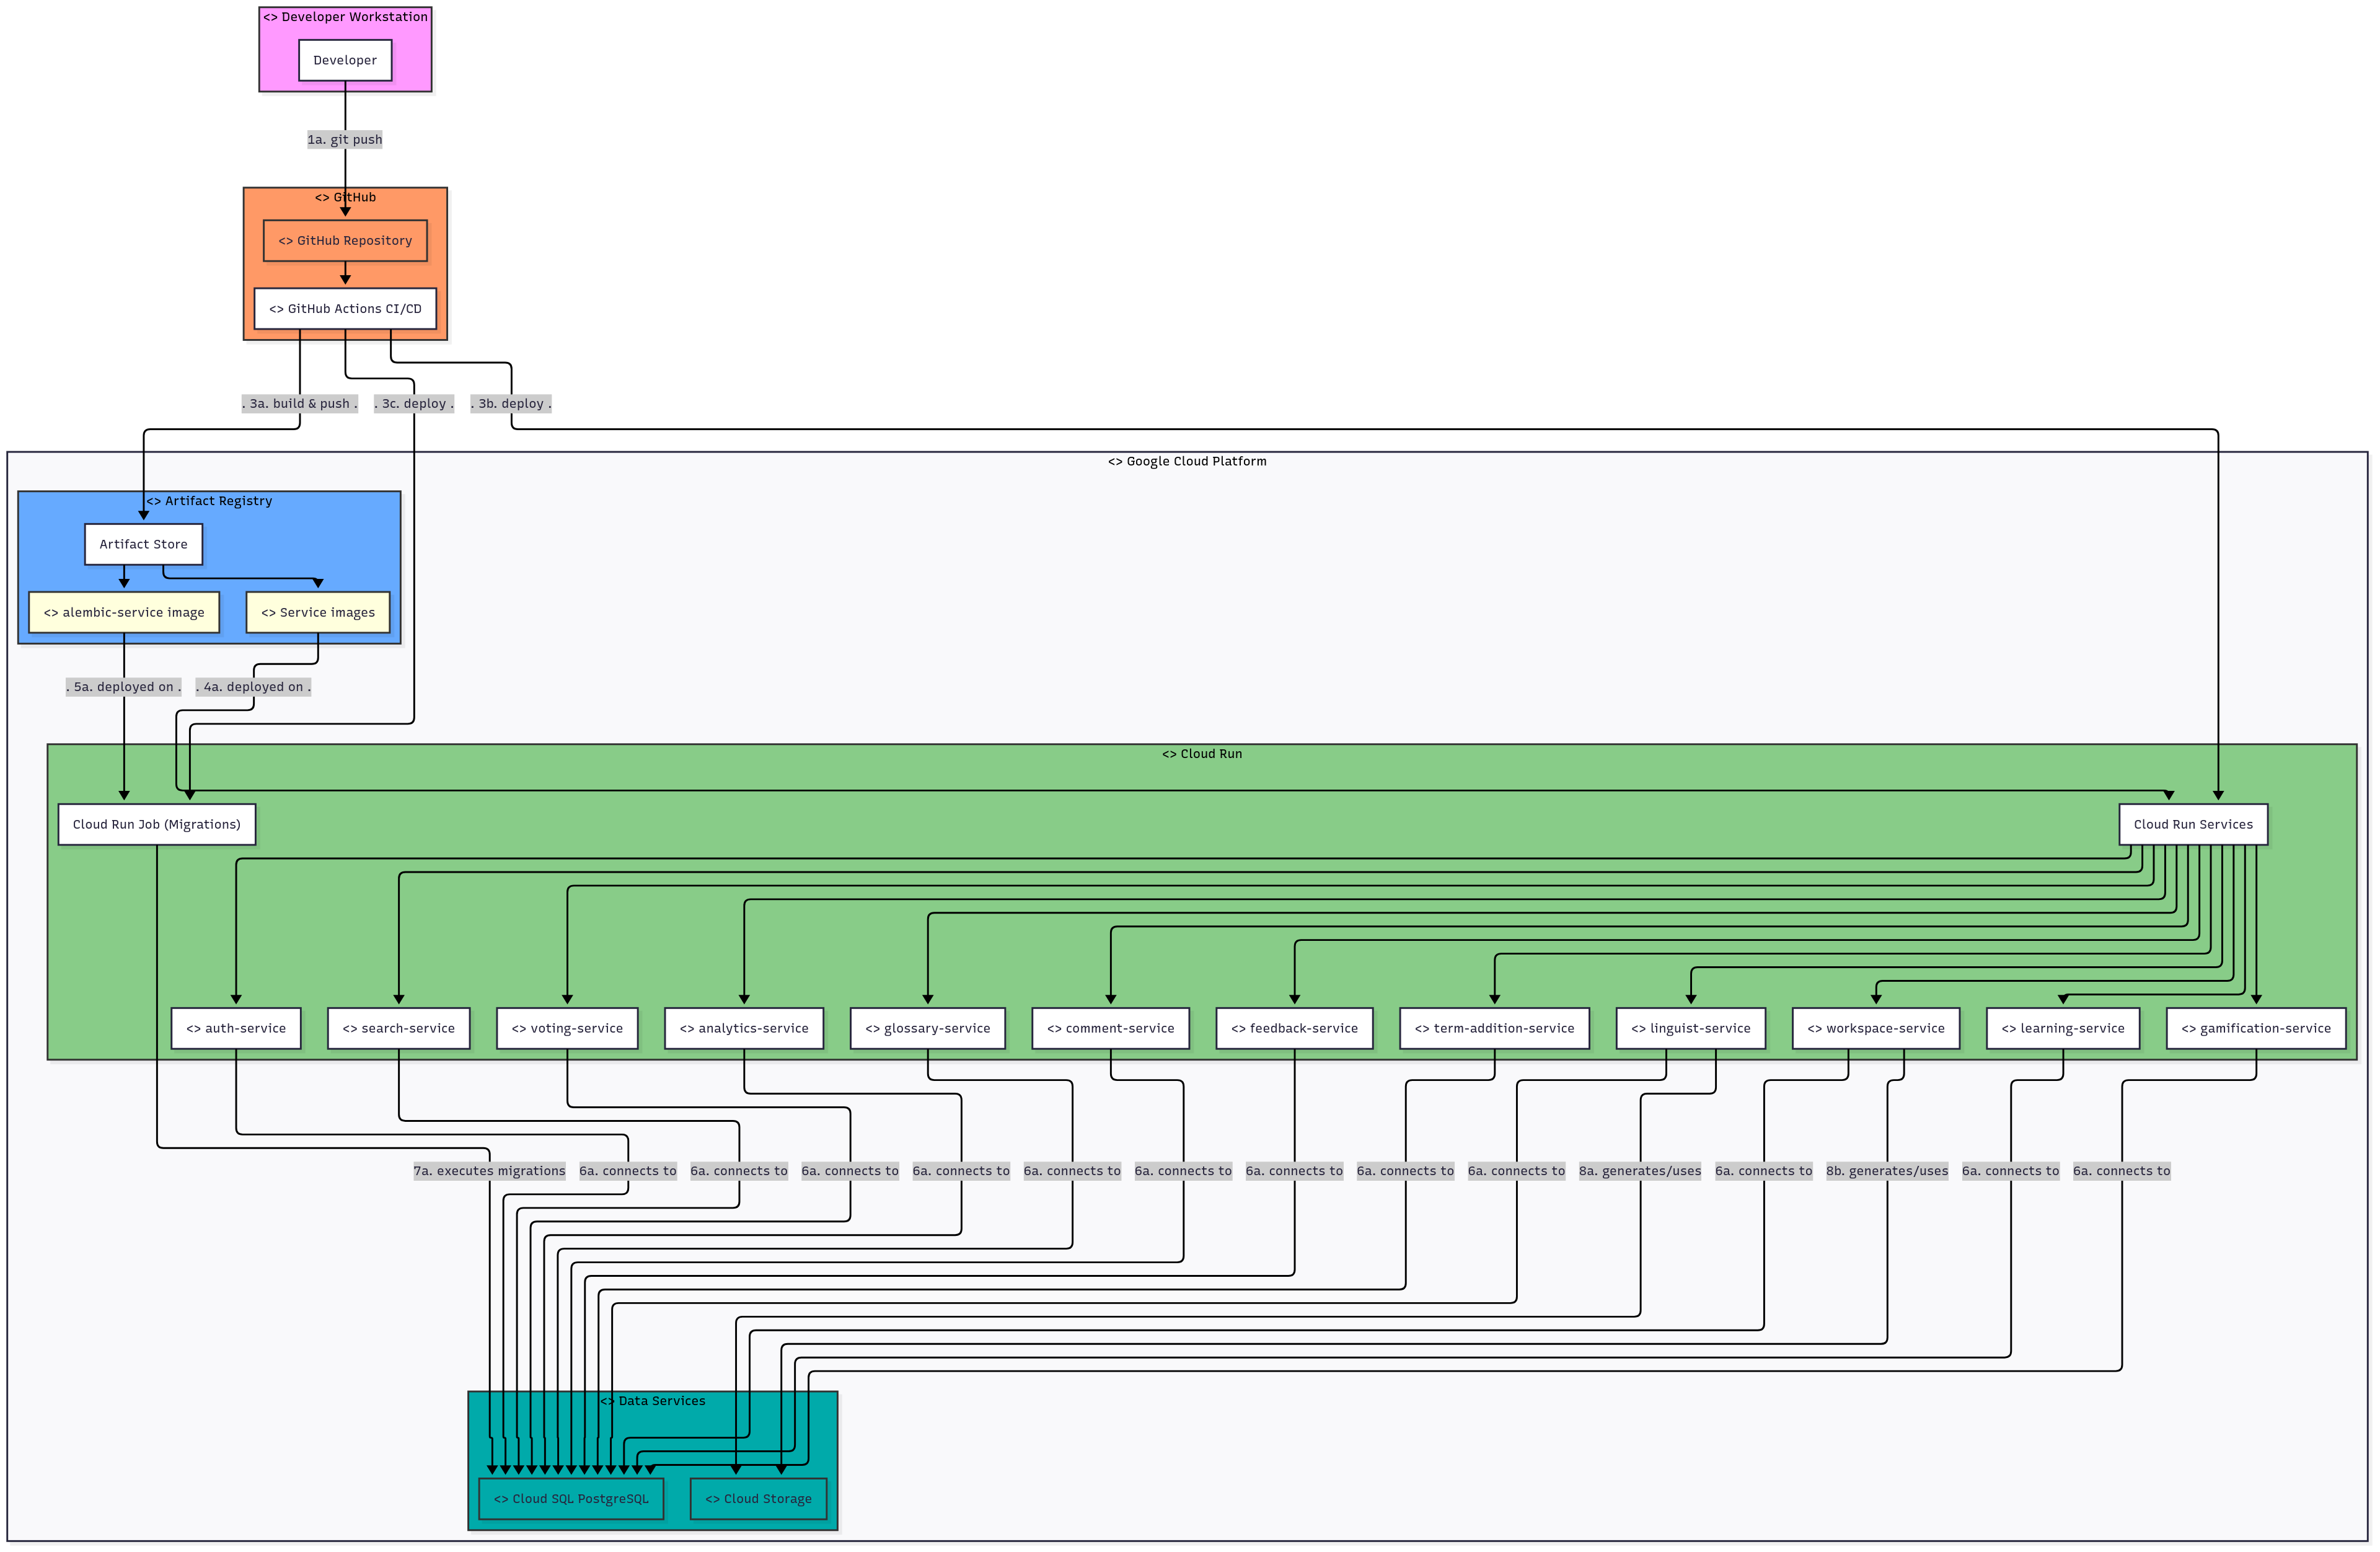 <> Developer Workstation
Developer
1a. git push
<> GitHub
<> GitHub Repository
<> GitHub Actions CI/CD
. 3a. build & push .
. 3c. deploy .
. 3b. deploy .
<> Google Cloud Platform
<> Artifact Registry
Artifact Store
<> alembic-service image
<> Service images
. 5a. deployed on .
. 4a. deployed on .
<> Cloud Run
Cloud Run Job (Migrations)
Cloud Run Services
<> auth-service
<> search-service
<> voting-service
<> analytics-service
<> glossary-service
<> comment-service
<> feedback-service
<> term-addition-service
<> linguist-service
<> workspace-service
<> learning-service
<> gamification-service
7a. executes migrations
6a. connects to
6a. connects to
6a. connects to
6a. connects to
6a. connects to
6a. connects to
6a. connects to
6a. connects to
6a. connects to
8a. generates/uses
6a. connects to
8b. generates/uses
6a. connects to
6a. connects to
<> Data Services
<> Cloud SQL PostgreSQL
<> Cloud Storage